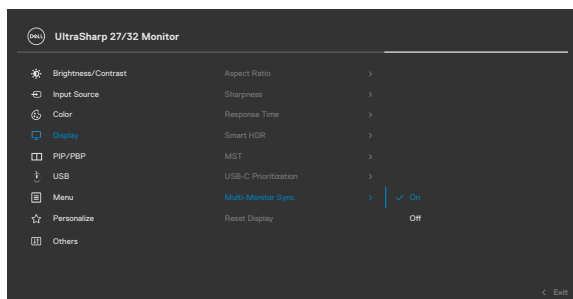 DELL UltraSharp 27/32 Monitor
Brightness/Contrast Aspect Ratio >
Input Source Sharpness >
Color Response Time >
Display Smart HDR >
PIP/PBP MST >
USB USB-C Prioritization >
Menu Multi-Monitor Sync > ✓ On
Personalize Reset Display Off
Others
< Exit